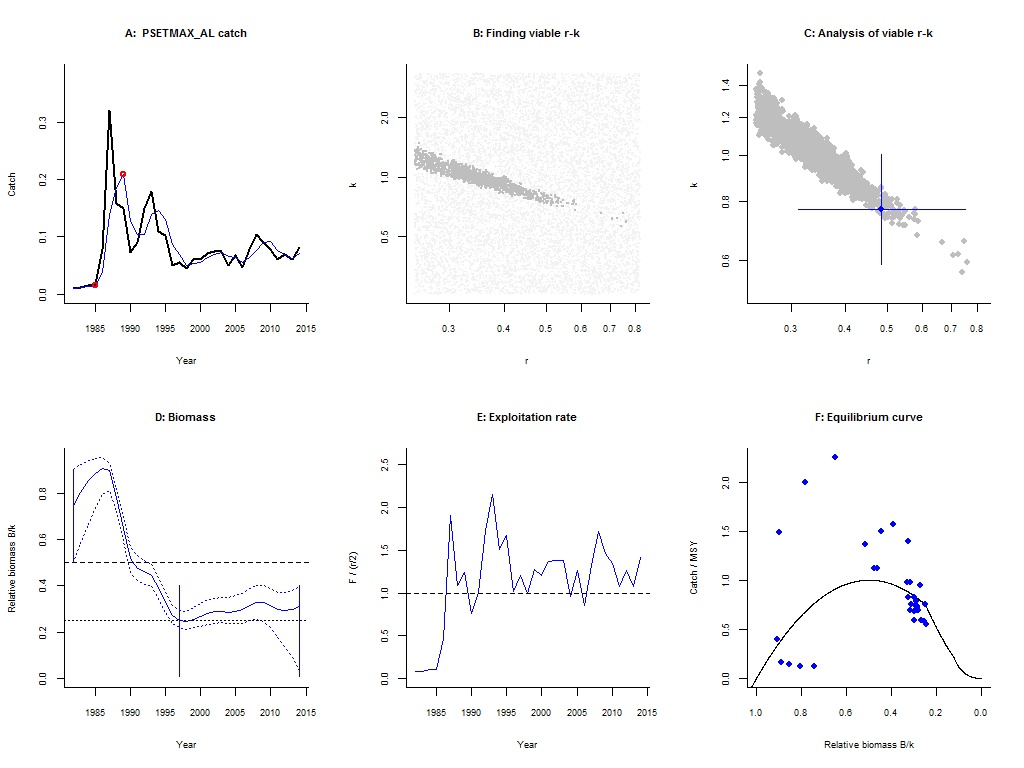 A: PSETMAX_AL catch
B: Finding viable r-k
C: Analysis of viable r-k
Catch
0.0 0.1 0.2 0.3
1985 1990 1995 2000 2005 2010 2015
Year
k
0.5 1.0 2.0
0.3 0.4 0.5 0.6 0.7 0.8
r
k
0.6 0.8 1.0 1.2 1.4
0.3 0.4 0.5 0.6 0.7 0.8
r
D: Biomass
E: Exploitation rate
F: Equilibrium curve
Relative biomass B/k
0.0 0.2 0.4 0.6 0.8
1985 1990 1995 2000 2005 2010 2015
Year
F / (r/2)
0.0 0.5 1.0 1.5 2.0 2.5
1985 1990 1995 2000 2005 2010 2015
Year
Catch / MSY
0.0 0.5 1.0 1.5 2.0
1.0 0.8 0.6 0.4 0.2 0.0
Relative biomass B/k